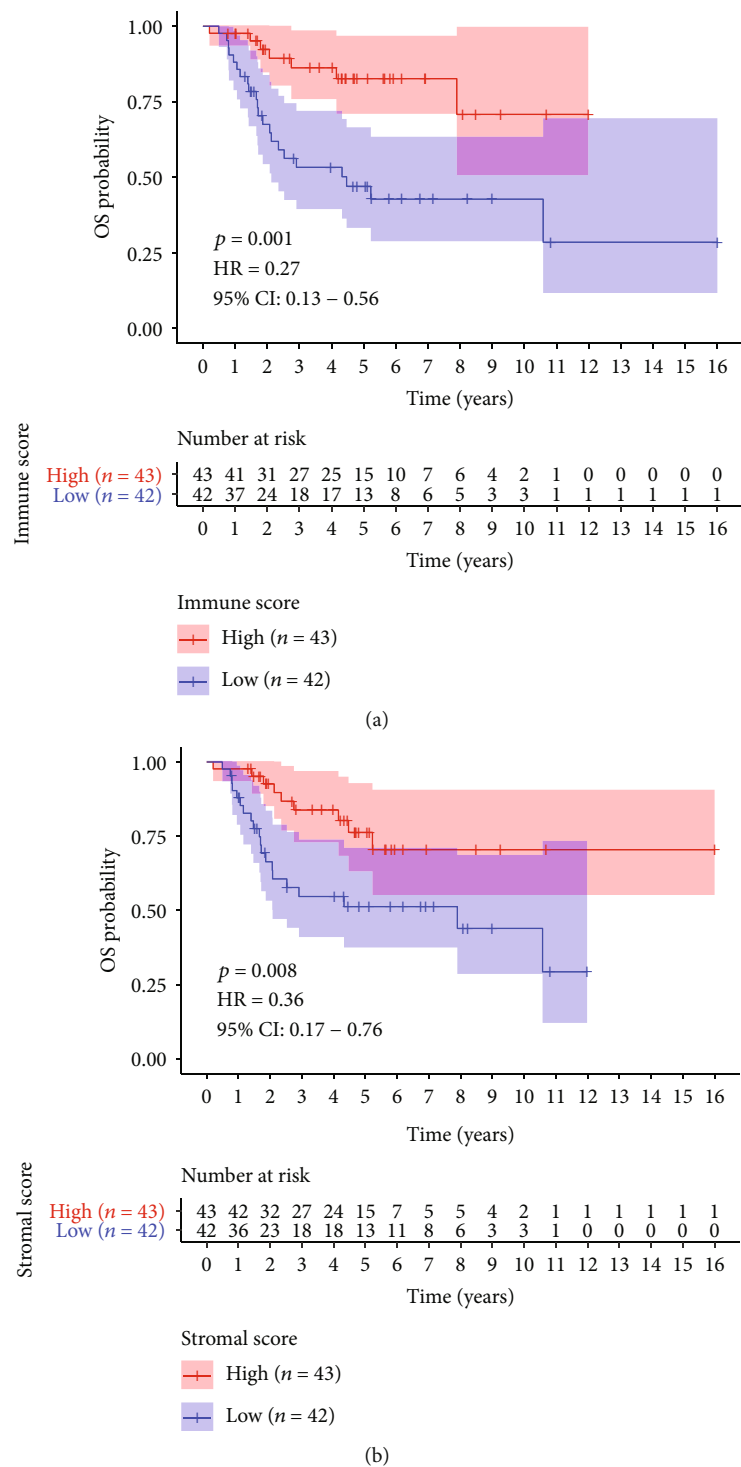 1.00
0.75
0.50
0.25
0.00
OS probability
p = 0.001
HR = 0.27
95% CI: 0.13 – 0.56
0 1 2 3 4 5 6 7 8 9 10 11 12 13 14 15 16
Time (years)
Number at risk
Immune score
High (n = 43) 43 41 31 27 25 15 10 7 6 4 2 1 0 0 0 0 0
Low (n = 42) 42 37 24 18 17 13 8 6 5 3 3 1 1 1 1 1 1
0 1 2 3 4 5 6 7 8 9 10 11 12 13 14 15 16
Time (years)
Immune score
High (n = 43)
Low (n = 42)
(a)
1.00
0.75
0.50
0.25
0.00
OS probability
p = 0.008
HR = 0.36
95% CI: 0.17 – 0.76
0 1 2 3 4 5 6 7 8 9 10 11 12 13 14 15 16
Time (years)
Number at risk
Stromal score
High (n = 43) 43 42 32 27 24 15 7 5 5 4 2 1 1 1 1 1 1
Low (n = 42) 42 36 23 18 18 13 11 8 6 3 3 1 0 0 0 0 0
0 1 2 3 4 5 6 7 8 9 10 11 12 13 14 15 16
Time (years)
Stromal score
High (n = 43)
Low (n = 42)
(b)